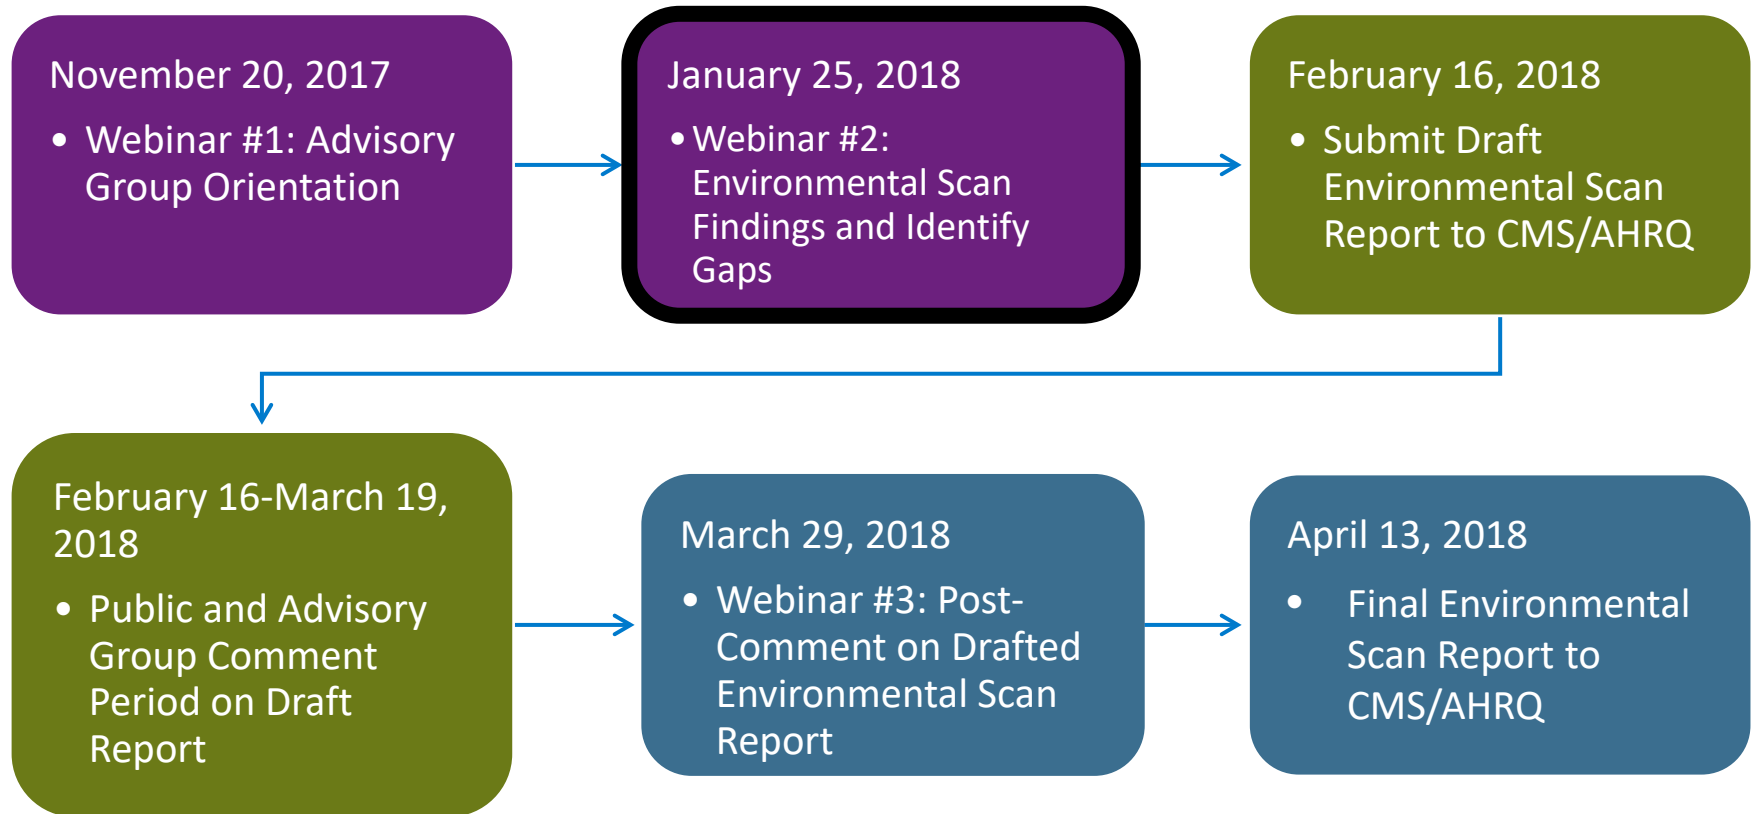 November 20, 2017
• Webinar #1: Advisory
Group Orientation
January 25, 2018
• Webinar #2:
Environmental Scan
Findings and Identify
Gaps
February 16, 2018
• Submit Draft
Environmental Scan
Report to CMS/AHRQ
February 16-March 19,
2018
• Public and Advisory
Group Comment
Period on Draft
Report
March 29, 2018
• Webinar #3: Post-
Comment on Drafted
Environmental Scan
Report
April 13, 2018
• Final Environmental
Scan Report to
CMS/AHRQ